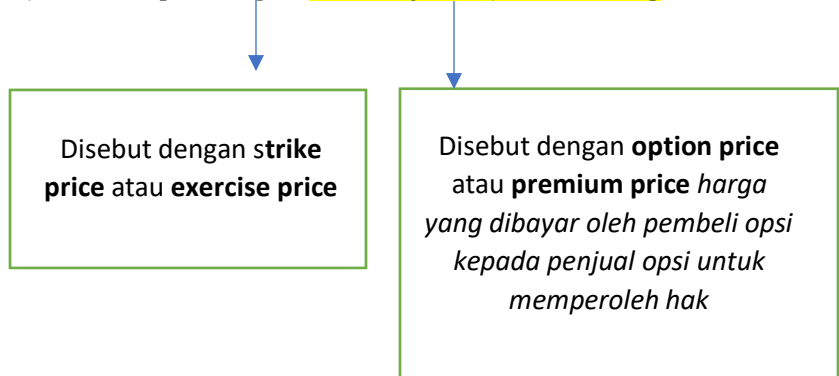 Disebut dengan strike
price atau exercise price
Disebut dengan option price
atau premium price harga
yang dibayar oleh pembeli opsi
kepada penjual opsi untuk
memperoleh hak